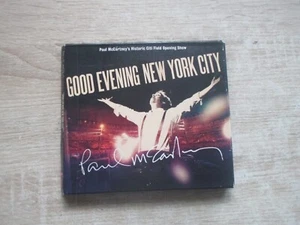 Paul McCartney's Historic Citi Field Opening Show
GOOD EVENING NEW YORK CITY
Paul McCartney